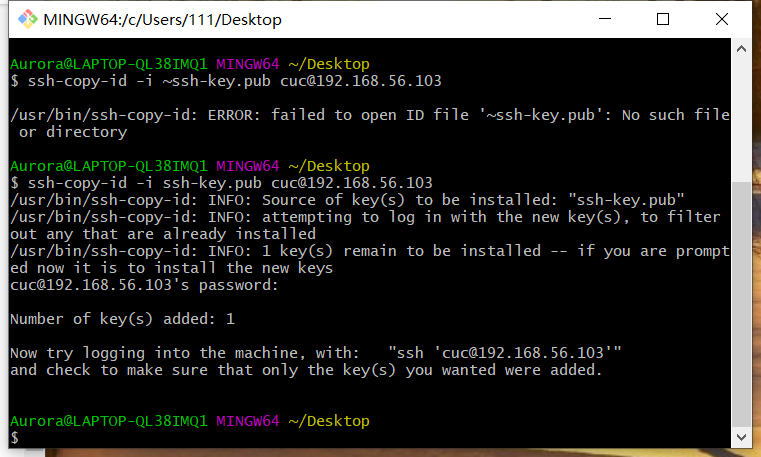 MINGW64:/c/Users/111/Desktop
Aurora@LAPTOP-QL38IMQ1 MINGW64 ~/Desktop
$ ssh-copy-id -i ~ssh-key.pub cuc@192.168.56.103
/usr/bin/ssh-copy-id: ERROR: failed to open ID file '~ssh-key.pub': No such file
 or directory
Aurora@LAPTOP-QL38IMQ1 MINGW64 ~/Desktop
$ ssh-copy-id -i ssh-key.pub cuc@192.168.56.103
/usr/bin/ssh-copy-id: INFO: Source of key(s) to be installed: "ssh-key.pub"
/usr/bin/ssh-copy-id: INFO: attempting to log in with the new key(s), to filter
out any that are already installed
/usr/bin/ssh-copy-id: INFO: 1 key(s) remain to be installed -- if you are prompt
ed now it is to install the new keys
cuc@192.168.56.103's password:
Number of key(s) added: 1
Now try logging into the machine, with:   "ssh 'cuc@192.168.56.103'"
and check to make sure that only the key(s) you wanted were added.
Aurora@LAPTOP-QL38IMQ1 MINGW64 ~/Desktop
$